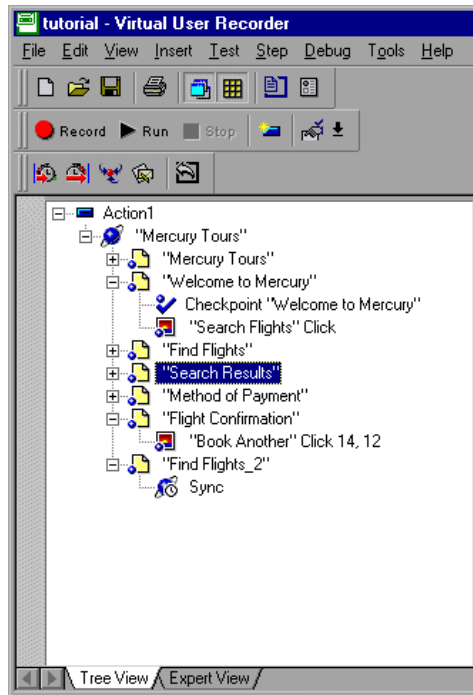 tutorial - Virtual User Recorder
File Edit View Insert Test Step Debug Tools Help
Record Run Stop
Action1
"Mercury Tours"
"Mercury Tours"
"Welcome to Mercury"
Checkpoint "Welcome to Mercury"
"Search Flights" Click
"Find Flights"
"Search Results"
"Method of Payment"
"Flight Confirmation"
"Book Another" Click 14, 12
"Find Flights_2"
Sync
Tree View Expert View